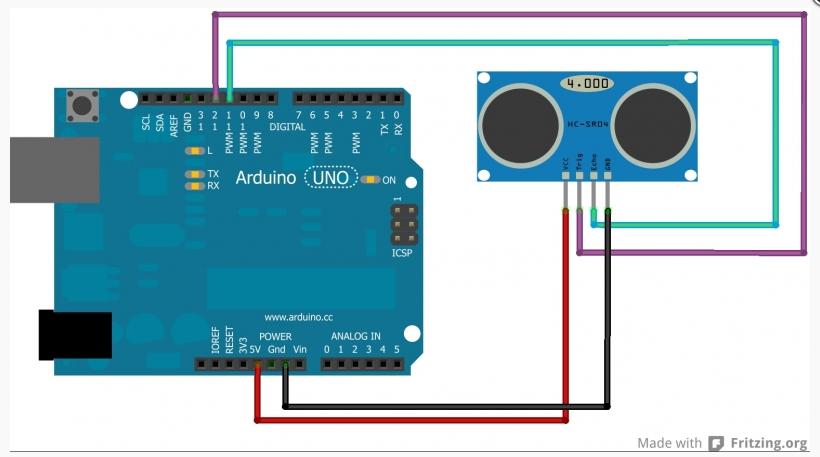 4.000
HC-SR04
VCC
Trig
Echo
GND
SCL
SDA
AREF
GND
13
12
PWM 11
PWM 10
PWM 9
8
DIGITAL
7
PWM 6
PWM 5
4
PWM 3
2
TX 1
RX 0
L
TX
RX
Arduino UNO
ON
1
ICSP
www.arduino.cc
POWER
ANALOG IN
IOREF
RESET
3V3
5V
Gnd
Vin
0 1 2 3 4 5
Made with Fritzing.org